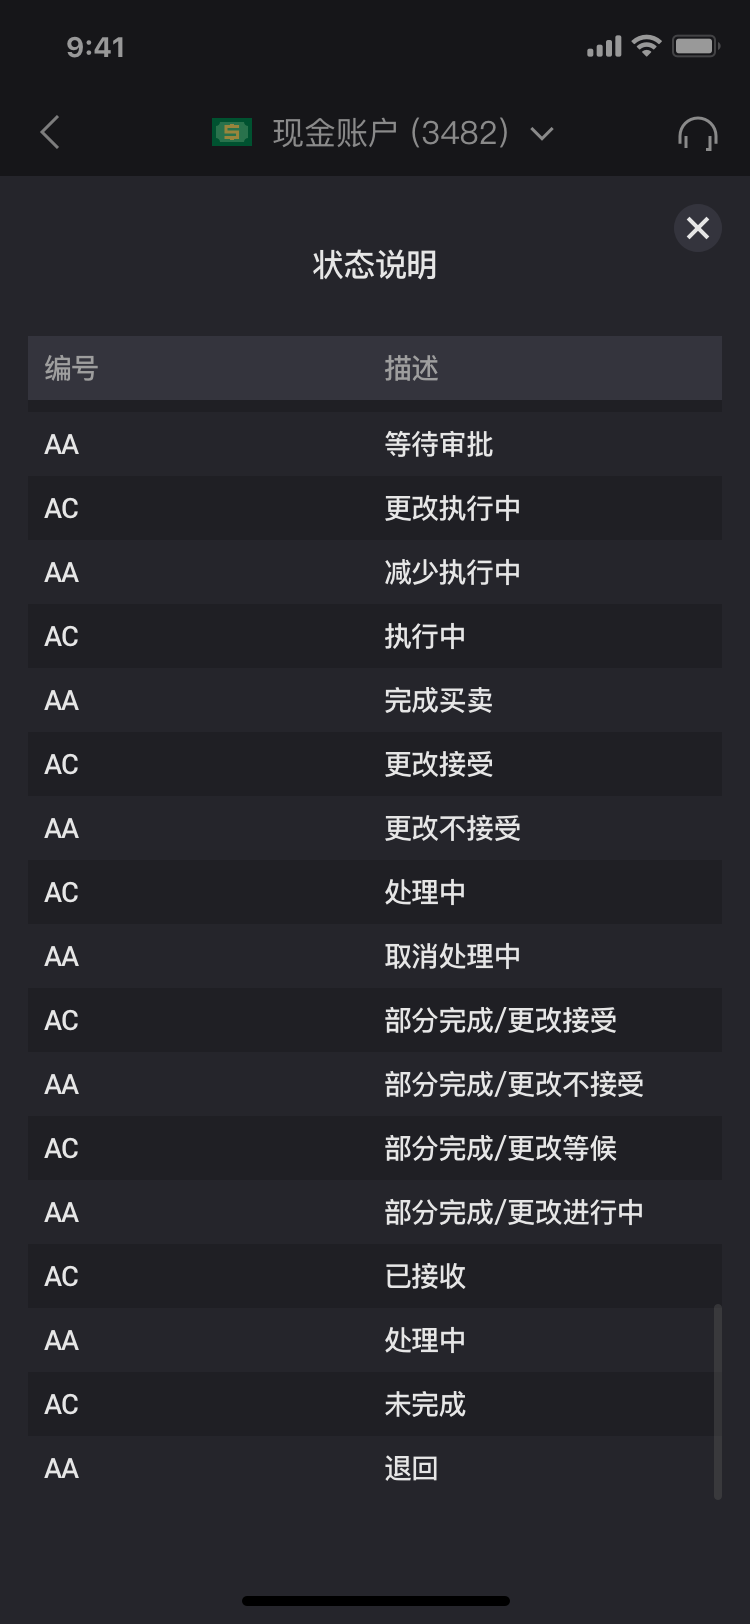 9:41
现金账户 (3482)
状态说明
编号 描述
AA 等待审批
AC 更改执行中
AA 减少执行中
AC 执行中
AA 完成买卖
AC 更改接受
AA 更改不接受
AC 处理中
AA 取消处理中
AC 部分完成/更改接受
AA 部分完成/更改不接受
AC 部分完成/更改等候
AA 部分完成/更改进行中
AC 已接收
AA 处理中
AC 未完成
AA 退回